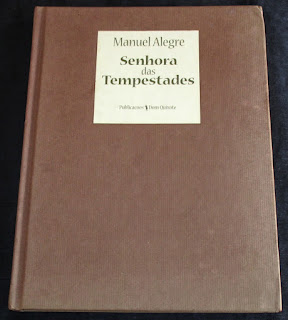 Manuel Alegre
Senhora
das
Tempestades
Publicações Dom Quixote